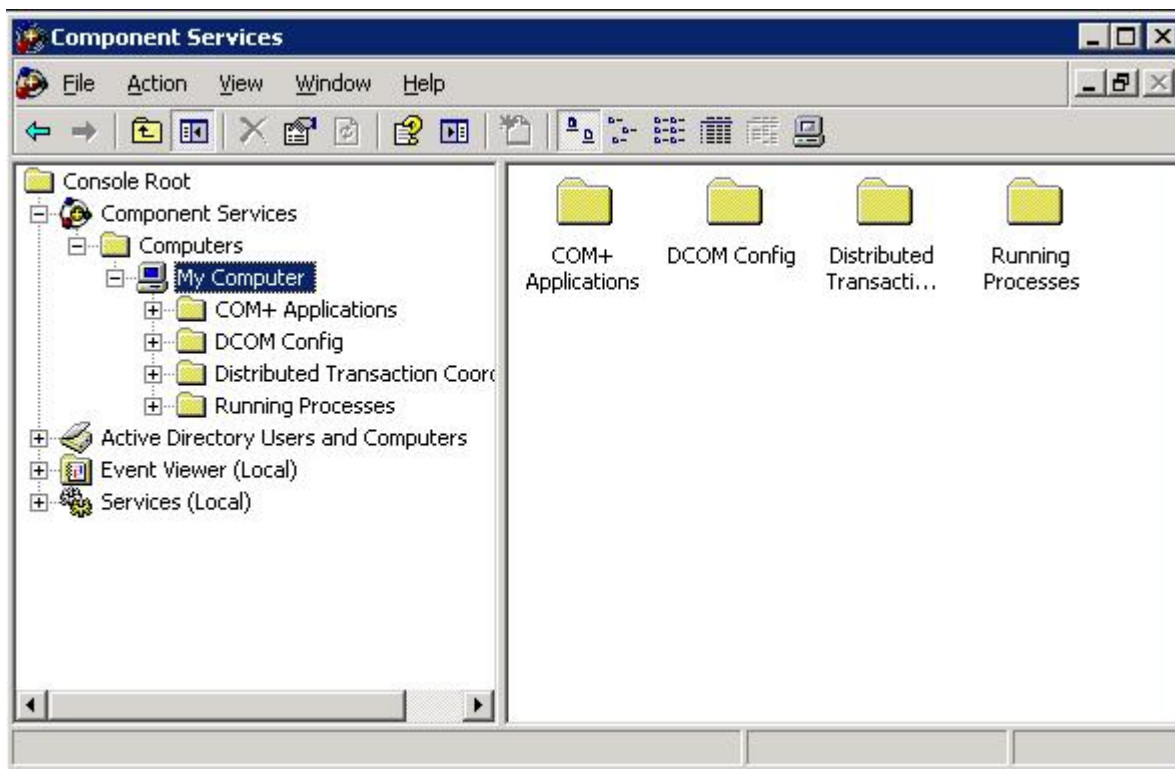 Component Services
File Action View Window Help
Console Root
Component Services
Computers
My Computer
COM+ Applications
DCOM Config
Distributed Transaction Coord
Running Processes
Active Directory Users and Computers
Event Viewer (Local)
Services (Local)
COM+
Applications
DCOM Config
Distributed
Transacti...
Running
Processes